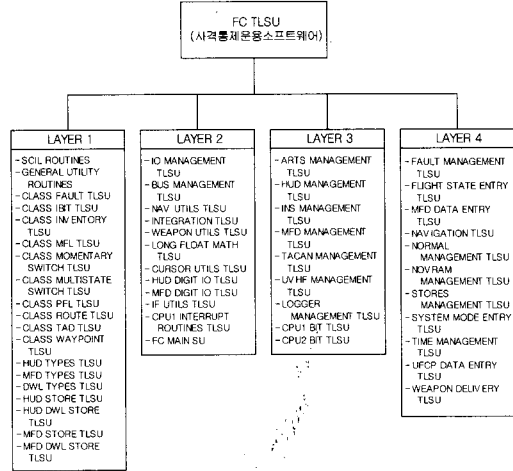 FC TLSU
(사격통제운용소프트웨어)
LAYER 1
- SCIL ROUTINES
- GENERAL UTILITY
ROUTINES
- CLASS FAULT TLSU
- CLASS IBIT TLSU
- CLASS INVENTORY
TLSU
- CLASS MFL TLSU
- CLASS MOMENTARY
SWITCH TLSU
- CLASS MULTISTATE
SWITCH TLSU
- CLASS PFL TLSU
- CLASS ROUTE TLSU
- CLASS TAD TLSU
- CLASS WAYPOINT
TLSU
- HUD TYPES TLSU
- MFD TYPES TLSU
- DWL TYPES TLSU
- HUD STORE TLSU
- HUD DWL STORE
TLSU
- MFD STORE TLSU
- MFD DWL STORE
TLSU
LAYER 2
- IO MANAGEMENT
TLSU
- BUS MANAGEMENT
TLSU
- NAV UTILS TLSU
- INTEGRATION TLSU
- WEAPON UTILS TLSU
- LONG FLOAT MATH
TLSU
- CURSOR UTILS TLSU
- HUD DIGIT IO TLSU
- MFD DIGIT IO TLSU
- IF UTILS TLSU
- CPU1 INTERRUPT
ROUTINES TLSU
- FC MAIN SU
LAYER 3
- ARTS MANAGEMENT
TLSU
- HUD MANAGEMENT
TLSU
- INS MANAGEMENT
TLSU
- MFD MANAGEMENT
TLSU
- TACAN MANAGEMENT
TLSU
- UVHF MANAGEMENT
TLSU
- LOGGER
MANAGEMENT TLSU
- CPU1 BIT TLSU
- CPU2 BIT TLSU
LAYER 4
- FAULT MANAGEMENT
TLSU
- FLIGHT STATE ENTRY
TLSU
- MFD DATA ENTRY
TLSU
- NAVIGATION TLSU
- NORMAL
MANAGEMENT TLSU
- NOVRAM
MANAGEMENT TLSU
- STORES
MANAGEMENT TLSU
- SYSTEM MODE ENTRY
TLSU
- TIME MANAGEMENT
TLSU
- UFCP DATA ENTRY
TLSU
- WEAPON DELIVERY
TLSU